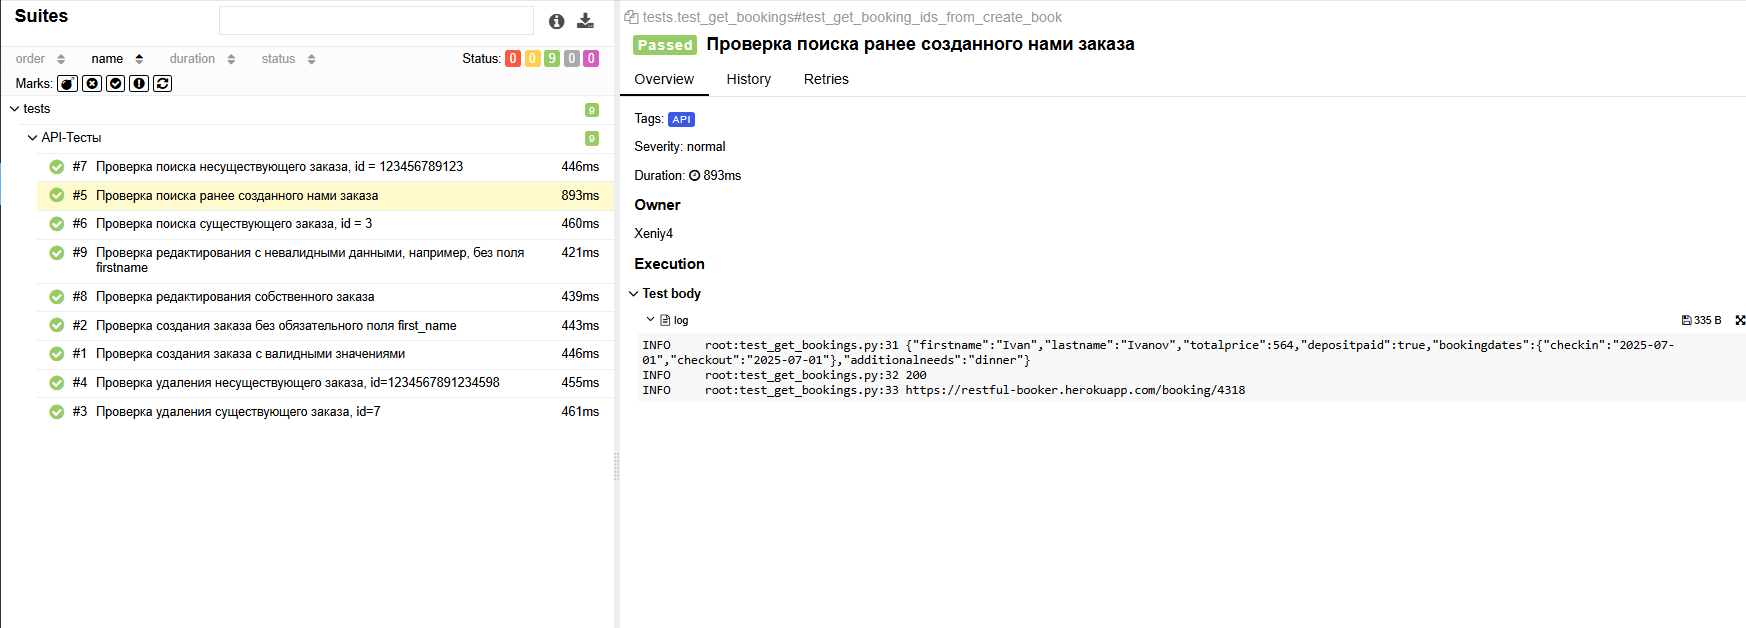 Suites
order name duration status Status: 0 0 9 0 0
Marks:
tests 9
API-Тесты 9
#7 Проверка поиска несуществующего заказа, id = 123456789123 446ms
#5 Проверка поиска ранее созданного нами заказа 893ms
#6 Проверка поиска существующего заказа, id = 3 460ms
#9 Проверка редактирования с невалидными данными, например, без поля 421ms
firstname
#8 Проверка редактирования собственного заказа 439ms
#2 Проверка создания заказа без обязательного поля first_name 443ms
#1 Проверка создания заказа с валидными значениями 446ms
#4 Проверка удаления несуществующего заказа, id=1234567891234598 455ms
#3 Проверка удаления существующего заказа, id=7 461ms
tests.test_get_bookings#test_get_booking_ids_from_create_book
Passed Проверка поиска ранее созданного нами заказа
Overview History Retries
Tags: API
Severity: normal
Duration: 893ms
Owner
Xeniy4
Execution
Test body
log 335 B
INFO root:test_get_bookings.py:31 {"firstname":"Ivan","lastname":"Ivanov","totalprice":564,"depositpaid":true,"bookingdates":{"checkin":"2025-07-
01","checkout":"2025-07-01"},"additionalneeds":"dinner"}
INFO root:test_get_bookings.py:32 200
INFO root:test_get_bookings.py:33 https://restful-booker.herokuapp.com/booking/4318